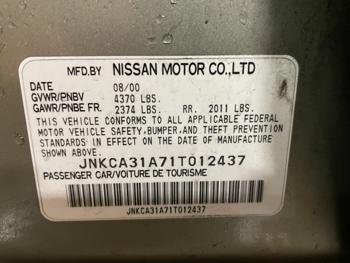 MFD.BY NISSAN MOTOR CO.,LTD
DATE 08/00
GVWR/PNBV 4370 LBS.
GAWR/PNBE FR. 2374 LBS. RR. 2011 LBS.
THIS VEHICLE CONFORMS TO ALL APPLICABLE FEDERAL
MOTOR VEHICLE SAFETY, BUMPER, AND THEFT PREVENTION
STANDARDS IN EFFECT ON THE DATE OF MANUFACTURE
SHOWN ABOVE.
JNKCA31A71T012437
PASSENGER CAR/VOITURE DE TOURISME
JNKCA31A71T012437